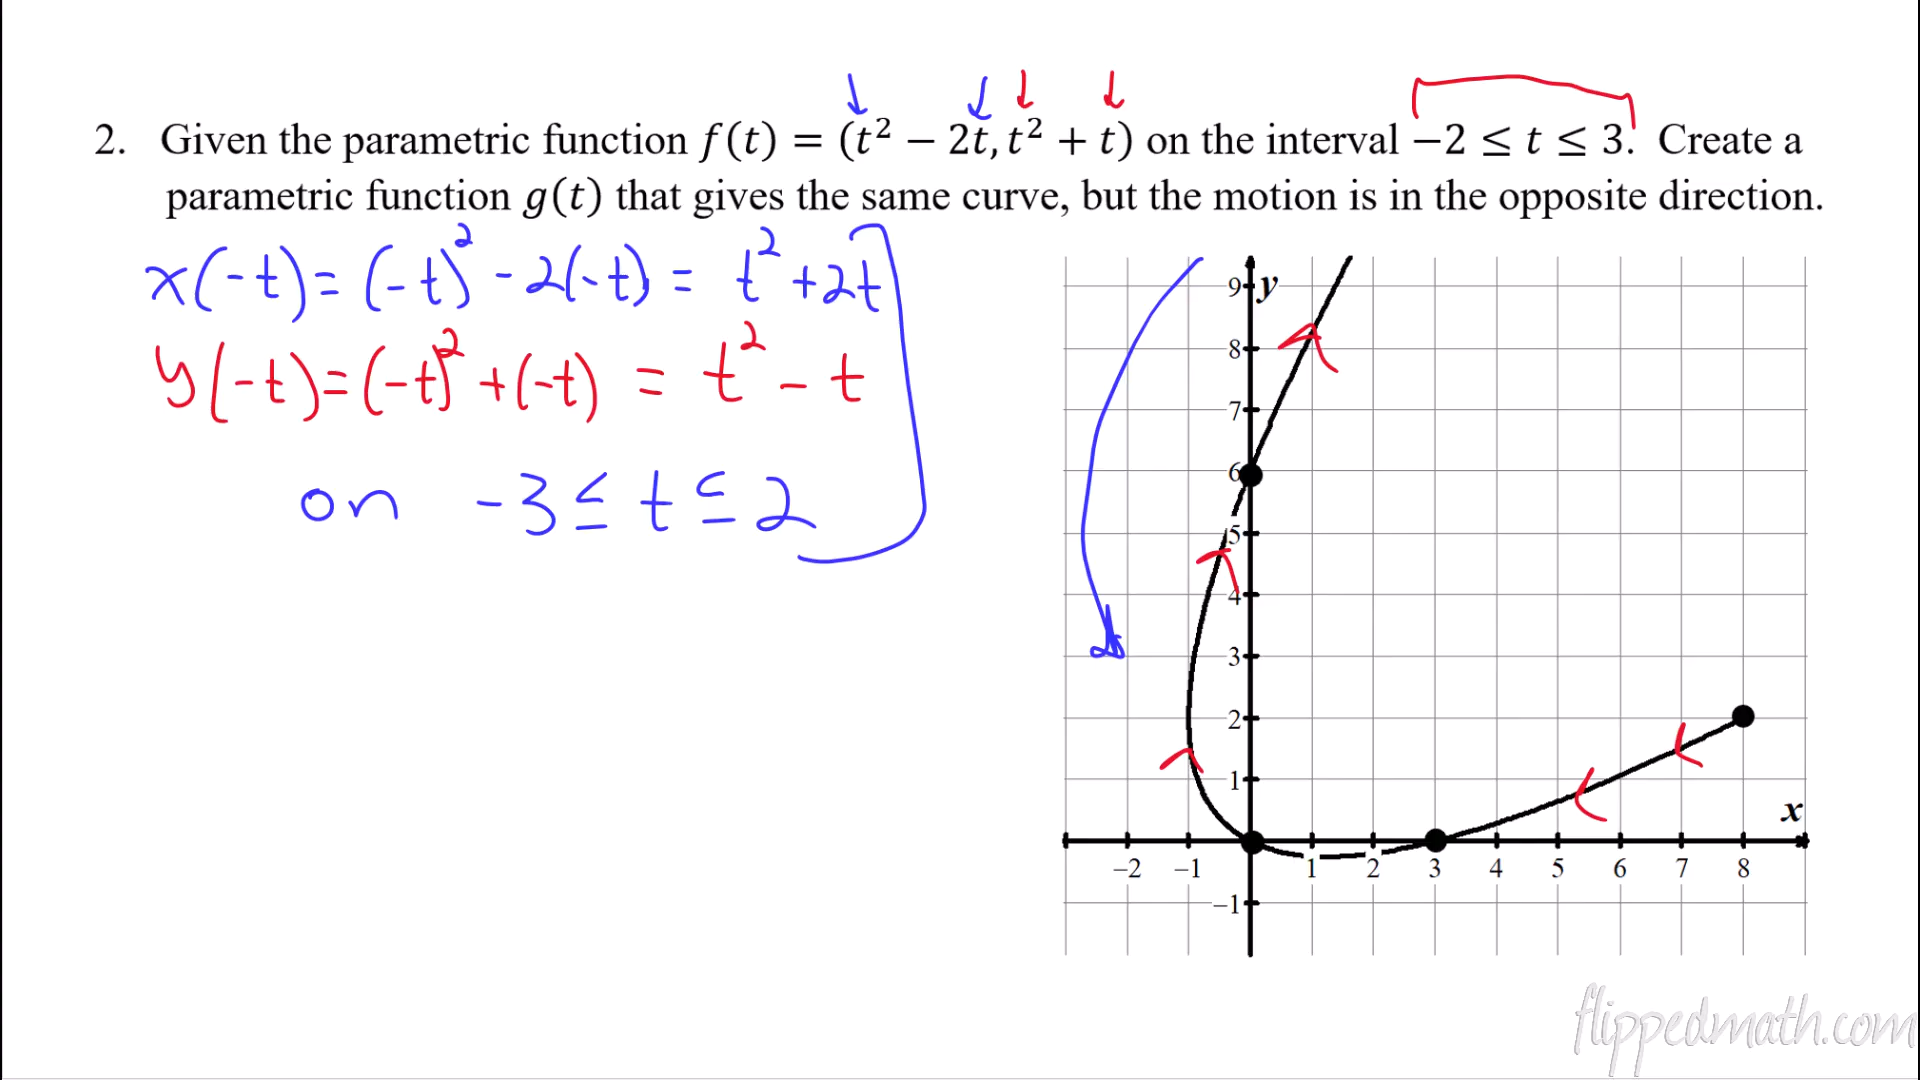 2. Given the parametric function f(t) = (t² − 2t, t² + t) on the interval −2 ≤ t ≤ 3. Create a
parametric function g(t) that gives the same curve, but the motion is in the opposite direction.
x(-t) = (-t)² - 2(-t) = t² + 2t
y(-t) = (-t)² + (-t) = t² - t
on -3 ≤ t ≤ 2
9
y
8
7
6
5
4
3
2
1
x
−2 −1 1 2 3 4 5 6 7 8
−1
flippedmath.com